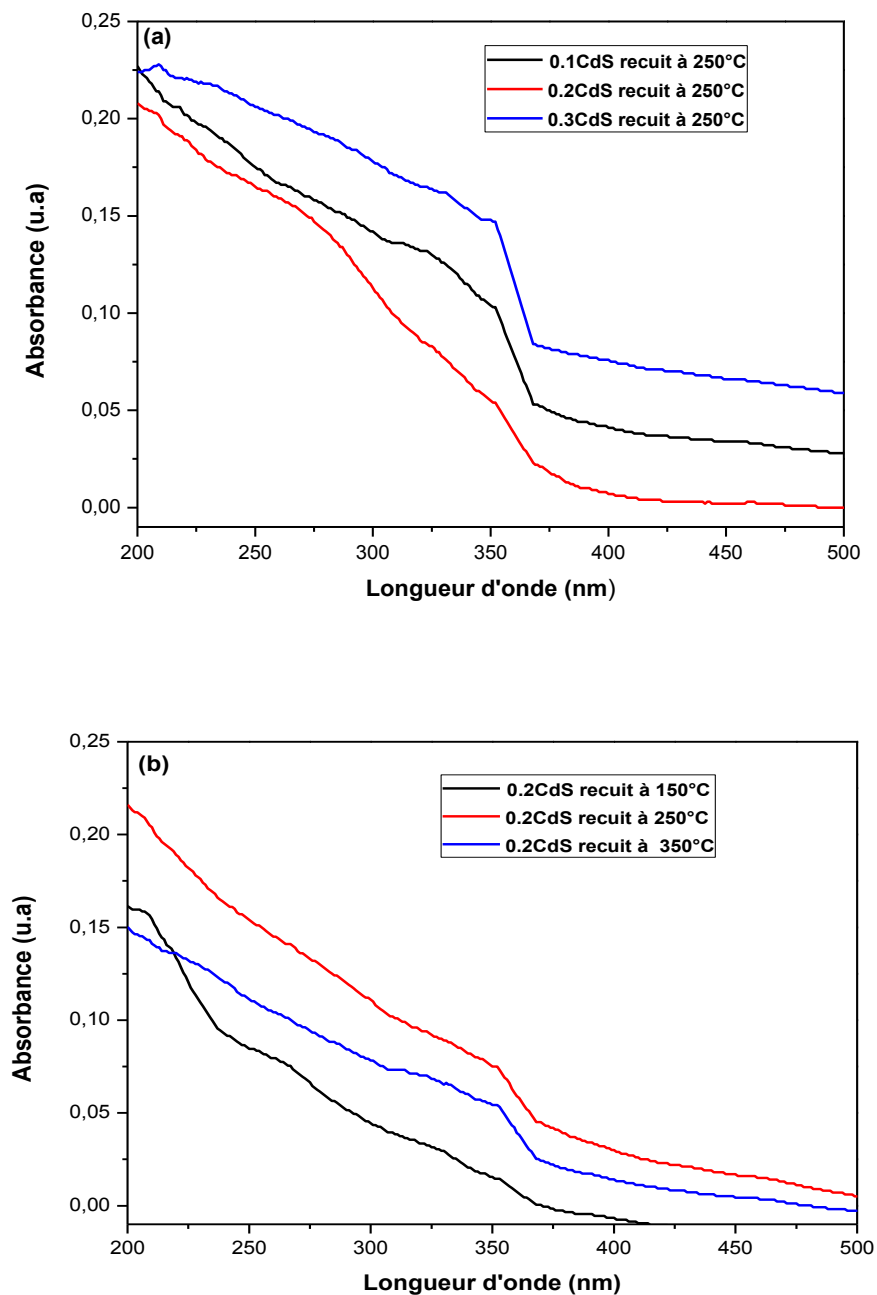 (a)
0.1CdS recuit à 250°C
0.2CdS recuit à 250°C
0.3CdS recuit à 250°C
0,25
0,20
0,15
0,10
0,05
0,00
Absorbance (u.a)
200 250 300 350 400 450 500
Longueur d'onde (nm)
(b)
0.2CdS recuit à 150°C
0.2CdS recuit à 250°C
0.2CdS recuit à 350°C
0,25
0,20
0,15
0,10
0,05
0,00
Absorbance (u.a)
200 250 300 350 400 450 500
Longueur d'onde (nm)